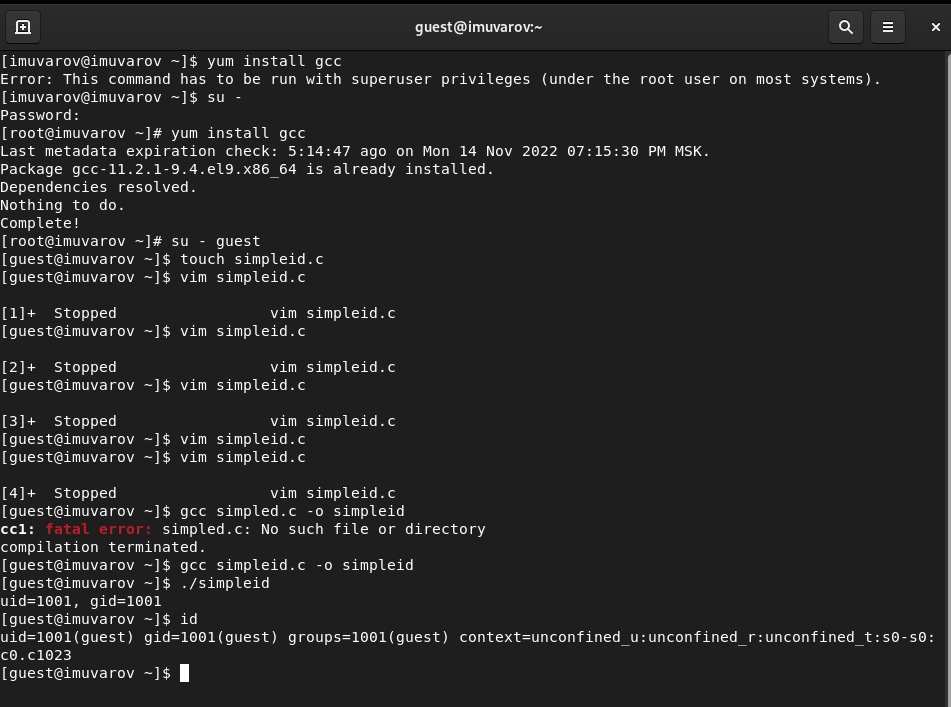 guest@imuvarov:~
[imuvarov@imuvarov ~]$ yum install gcc
Error: This command has to be run with superuser privileges (under the root user on most systems).
[imuvarov@imuvarov ~]$ su -
Password:
[root@imuvarov ~]# yum install gcc
Last metadata expiration check: 5:14:47 ago on Mon 14 Nov 2022 07:15:30 PM MSK.
Package gcc-11.2.1-9.4.el9.x86_64 is already installed.
Dependencies resolved.
Nothing to do.
Complete!
[root@imuvarov ~]# su - guest
[guest@imuvarov ~]$ touch simpleid.c
[guest@imuvarov ~]$ vim simpleid.c
[1]+  Stopped                 vim simpleid.c
[guest@imuvarov ~]$ vim simpleid.c
[2]+  Stopped                 vim simpleid.c
[guest@imuvarov ~]$ vim simpleid.c
[3]+  Stopped                 vim simpleid.c
[guest@imuvarov ~]$ vim simpleid.c
[guest@imuvarov ~]$ vim simpleid.c
[4]+  Stopped                 vim simpleid.c
[guest@imuvarov ~]$ gcc simpled.c -o simpleid
cc1: fatal error: simpled.c: No such file or directory
compilation terminated.
[guest@imuvarov ~]$ gcc simpleid.c -o simpleid
[guest@imuvarov ~]$ ./simpleid
uid=1001, gid=1001
[guest@imuvarov ~]$ id
uid=1001(guest) gid=1001(guest) groups=1001(guest) context=unconfined_u:unconfined_r:unconfined_t:s0-s0:
c0.c1023
[guest@imuvarov ~]$